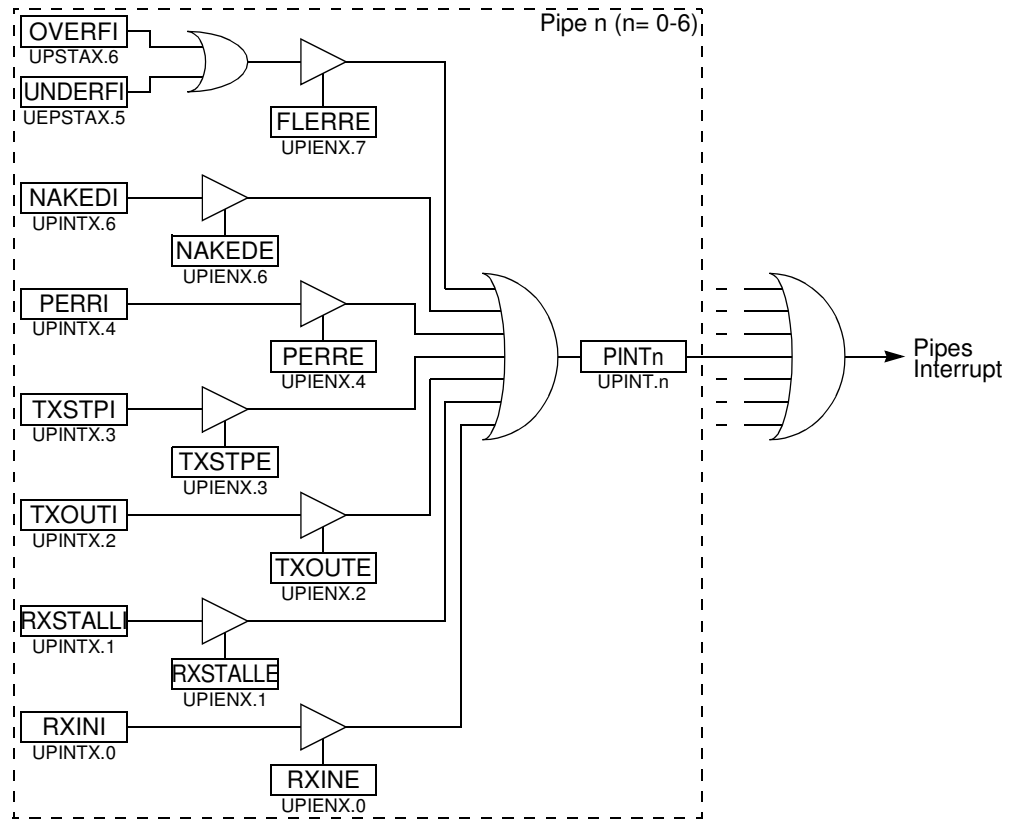 Pipe n (n= 0-6)
OVERFI
UPSTAX.6
UNDERFI
UEPSTAX.5
FLERRE
UPIENX.7
NAKEDI
UPINTX.6
NAKEDE
UPIENX.6
PERRI
UPINTX.4
PERRE
UPIENX.4
TXSTPI
UPINTX.3
TXSTPE
UPIENX.3
TXOUTI
UPINTX.2
TXOUTE
UPIENX.2
RXSTALLI
UPINTX.1
RXSTALLE
UPIENX.1
RXINI
UPINTX.0
RXINE
UPIENX.0
PINTn
UPINT.n
Pipes
Interrupt